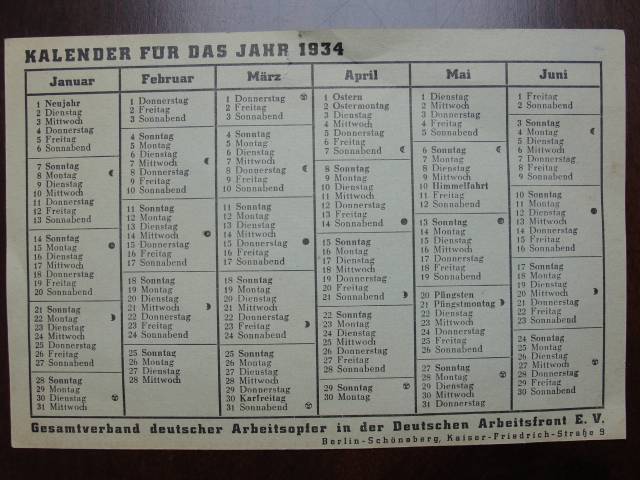 KALENDER FÜR DAS JAHR 1934
Januar
1 Neujahr
2 Dienstag
3 Mittwoch
4 Donnerstag
5 Freitag
6 Sonnabend
7 Sonntag
8 Montag
9 Dienstag
10 Mittwoch
11 Donnerstag
12 Freitag
13 Sonnabend
14 Sonntag
15 Montag
16 Dienstag
17 Mittwoch
18 Donnerstag
19 Freitag
20 Sonnabend
21 Sonntag
22 Montag
23 Dienstag
24 Mittwoch
25 Donnerstag
26 Freitag
27 Sonnabend
28 Sonntag
29 Montag
30 Dienstag
31 Mittwoch
Februar
1 Donnerstag
2 Freitag
3 Sonnabend
4 Sonntag
5 Montag
6 Dienstag
7 Mittwoch
8 Donnerstag
9 Freitag
10 Sonnabend
11 Sonntag
12 Montag
13 Dienstag
14 Mittwoch
15 Donnerstag
16 Freitag
17 Sonnabend
18 Sonntag
19 Montag
20 Dienstag
21 Mittwoch
22 Donnerstag
23 Freitag
24 Sonnabend
25 Sonntag
26 Montag
27 Dienstag
28 Mittwoch
März
1 Donnerstag
2 Freitag
3 Sonnabend
4 Sonntag
5 Montag
6 Dienstag
7 Mittwoch
8 Donnerstag
9 Freitag
10 Sonnabend
11 Sonntag
12 Montag
13 Dienstag
14 Mittwoch
15 Donnerstag
16 Freitag
17 Sonnabend
18 Sonntag
19 Montag
20 Dienstag
21 Mittwoch
22 Donnerstag
23 Freitag
24 Sonnabend
25 Sonntag
26 Montag
27 Dienstag
28 Mittwoch
29 Donnerstag
30 Karfreitag
31 Sonnabend
April
1 Ostern
2 Ostermontag
3 Dienstag
4 Mittwoch
5 Donnerstag
6 Freitag
7 Sonnabend
8 Sonntag
9 Montag
10 Dienstag
11 Mittwoch
12 Donnerstag
13 Freitag
14 Sonnabend
15 Sonntag
16 Montag
17 Dienstag
18 Mittwoch
19 Donnerstag
20 Freitag
21 Sonnabend
22 Sonntag
23 Montag
24 Dienstag
25 Mittwoch
26 Donnerstag
27 Freitag
28 Sonnabend
29 Sonntag
30 Montag
Mai
1 Dienstag
2 Mittwoch
3 Donnerstag
4 Freitag
5 Sonnabend
6 Sonntag
7 Montag
8 Dienstag
9 Mittwoch
10 Himmelfahrt
11 Freitag
12 Sonnabend
13 Sonntag
14 Montag
15 Dienstag
16 Mittwoch
17 Donnerstag
18 Freitag
19 Sonnabend
20 Pfingsten
21 Pfingstmontag
22 Dienstag
23 Mittwoch
24 Donnerstag
25 Freitag
26 Sonnabend
27 Sonntag
28 Montag
29 Dienstag
30 Mittwoch
31 Donnerstag
Juni
1 Freitag
2 Sonnabend
3 Sonntag
4 Montag
5 Dienstag
6 Mittwoch
7 Donnerstag
8 Freitag
9 Sonnabend
10 Sonntag
11 Montag
12 Dienstag
13 Mittwoch
14 Donnerstag
15 Freitag
16 Sonnabend
17 Sonntag
18 Montag
19 Dienstag
20 Mittwoch
21 Donnerstag
22 Freitag
23 Sonnabend
24 Sonntag
25 Montag
26 Dienstag
27 Mittwoch
28 Donnerstag
29 Freitag
30 Sonnabend
Gesamtverband deutscher Arbeitsopfer in der Deutschen Arbeitsfront E. V.
Berlin-Schöneberg, Kaiser-Friedrich-Straße 9